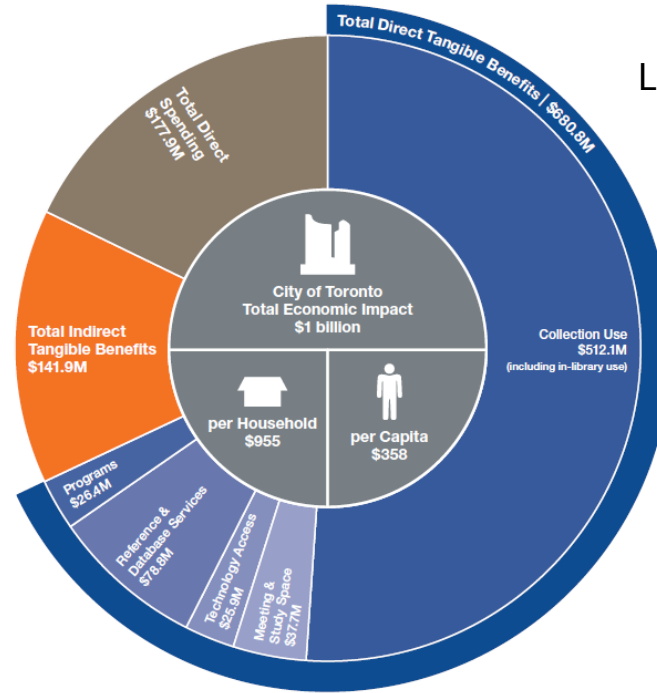 Total Direct Tangible Benefits | $680.8M
L
Total Direct
Spending
$177.9M
City of Toronto
Total Economic Impact
$1 billion
Total Indirect
Tangible Benefits
$141.9M
Collection Use
$512.1M
(including in-library use)
per Household
$955
per Capita
$358
Programs
$26.4M
Reference &
Database Services
$78.8M
Technology Access
$25.9M
Meeting &
Study Space
$37.7M